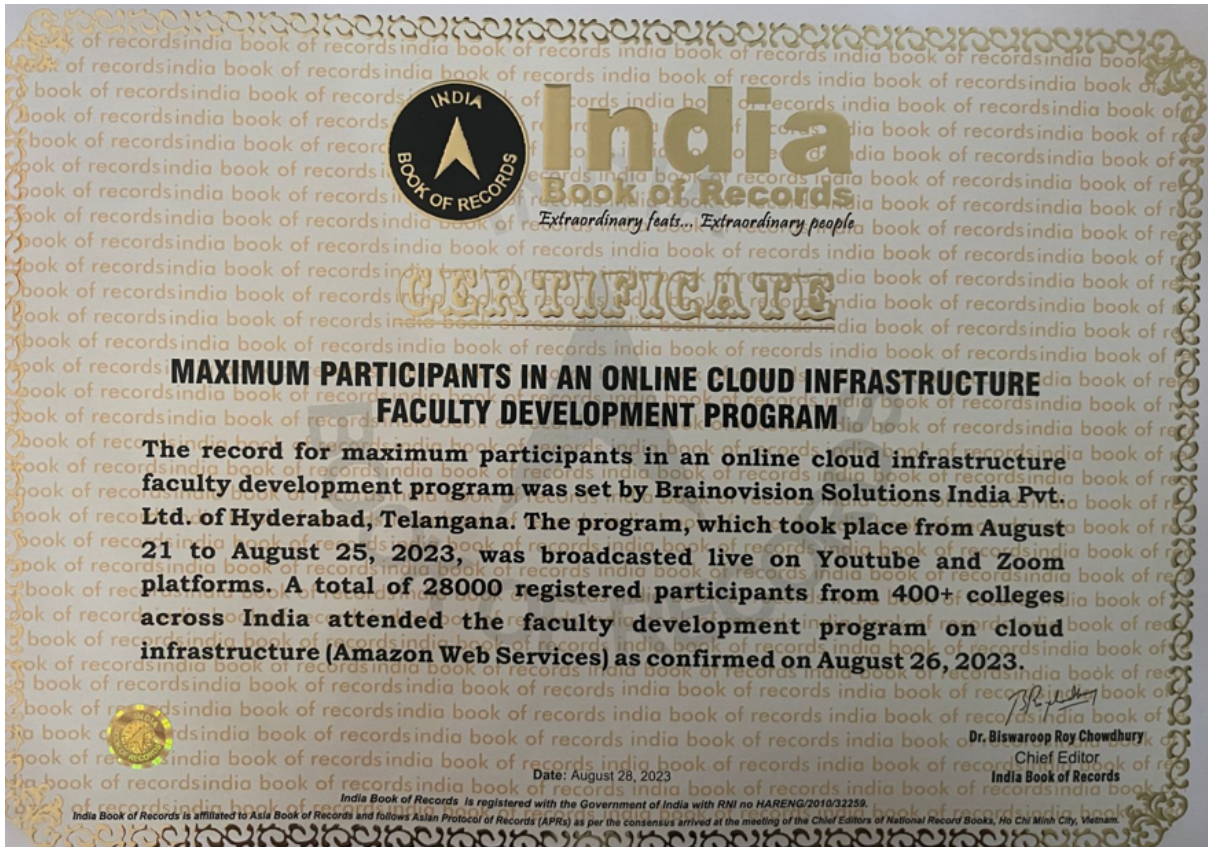 INDIA
BOOK OF RECORDS
India
Book of Records
Extraordinary feats... Extraordinary people
CERTIFICATE
MAXIMUM PARTICIPANTS IN AN ONLINE CLOUD INFRASTRUCTURE
FACULTY DEVELOPMENT PROGRAM
The record for maximum participants in an online cloud infrastructure
faculty development program was set by Brainovision Solutions India Pvt.
Ltd. of Hyderabad, Telangana. The program, which took place from August
21 to August 25, 2023, was broadcasted live on Youtube and Zoom
platforms. A total of 28000 registered participants from 400+ colleges
across India attended the faculty development program on cloud
infrastructure (Amazon Web Services) as confirmed on August 26, 2023.
Dr. Biswaroop Roy Chowdhury
Chief Editor
India Book of Records
Date: August 28, 2023
India Book of Records is registered with the Government of India with RNI no HARENG/2010/32259.
India Book of Records is affiliated to Asia Book of Records and follows Asian Protocol of Records (APRs) as per the consensus arrived at the meeting of the Chief Editors of National Record Books, Ho Chi Minh City, Vietnam.